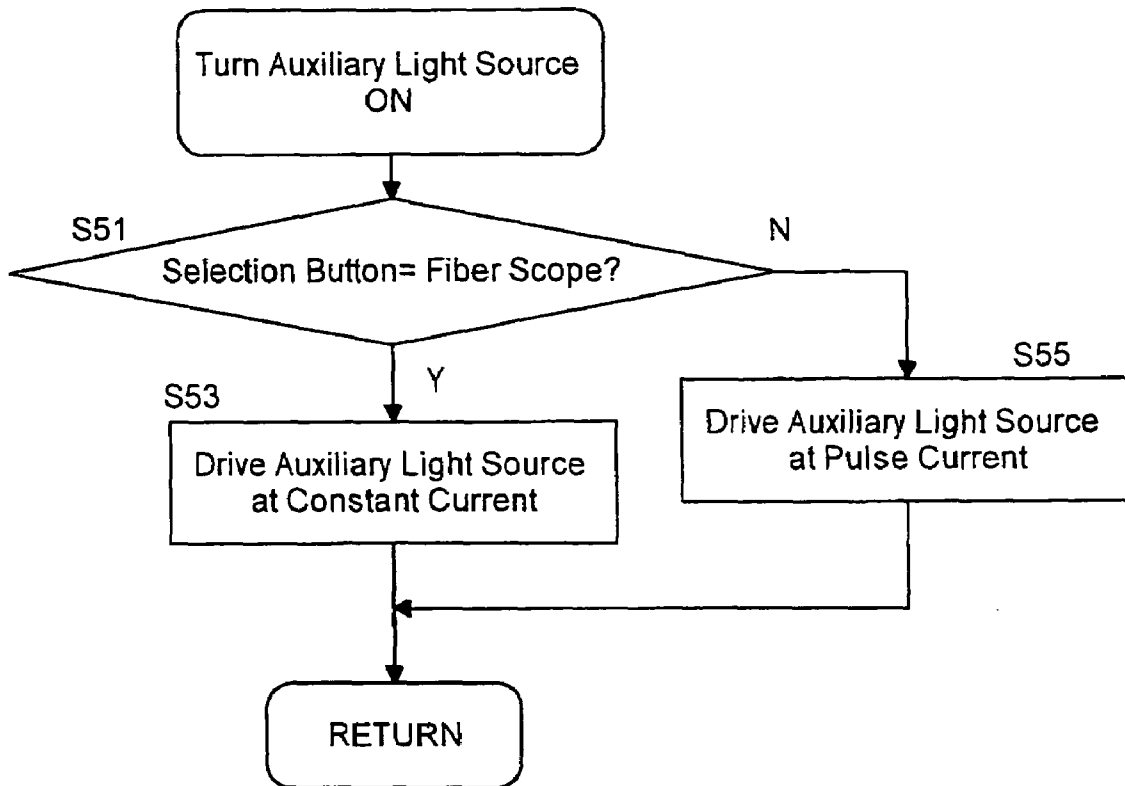 Turn Auxiliary Light Source
ON
S51
N
Selection Button= Fiber Scope?
Y
S53
S55
Drive Auxiliary Light Source
at Pulse Current
Drive Auxiliary Light Source
at Constant Current
RETURN